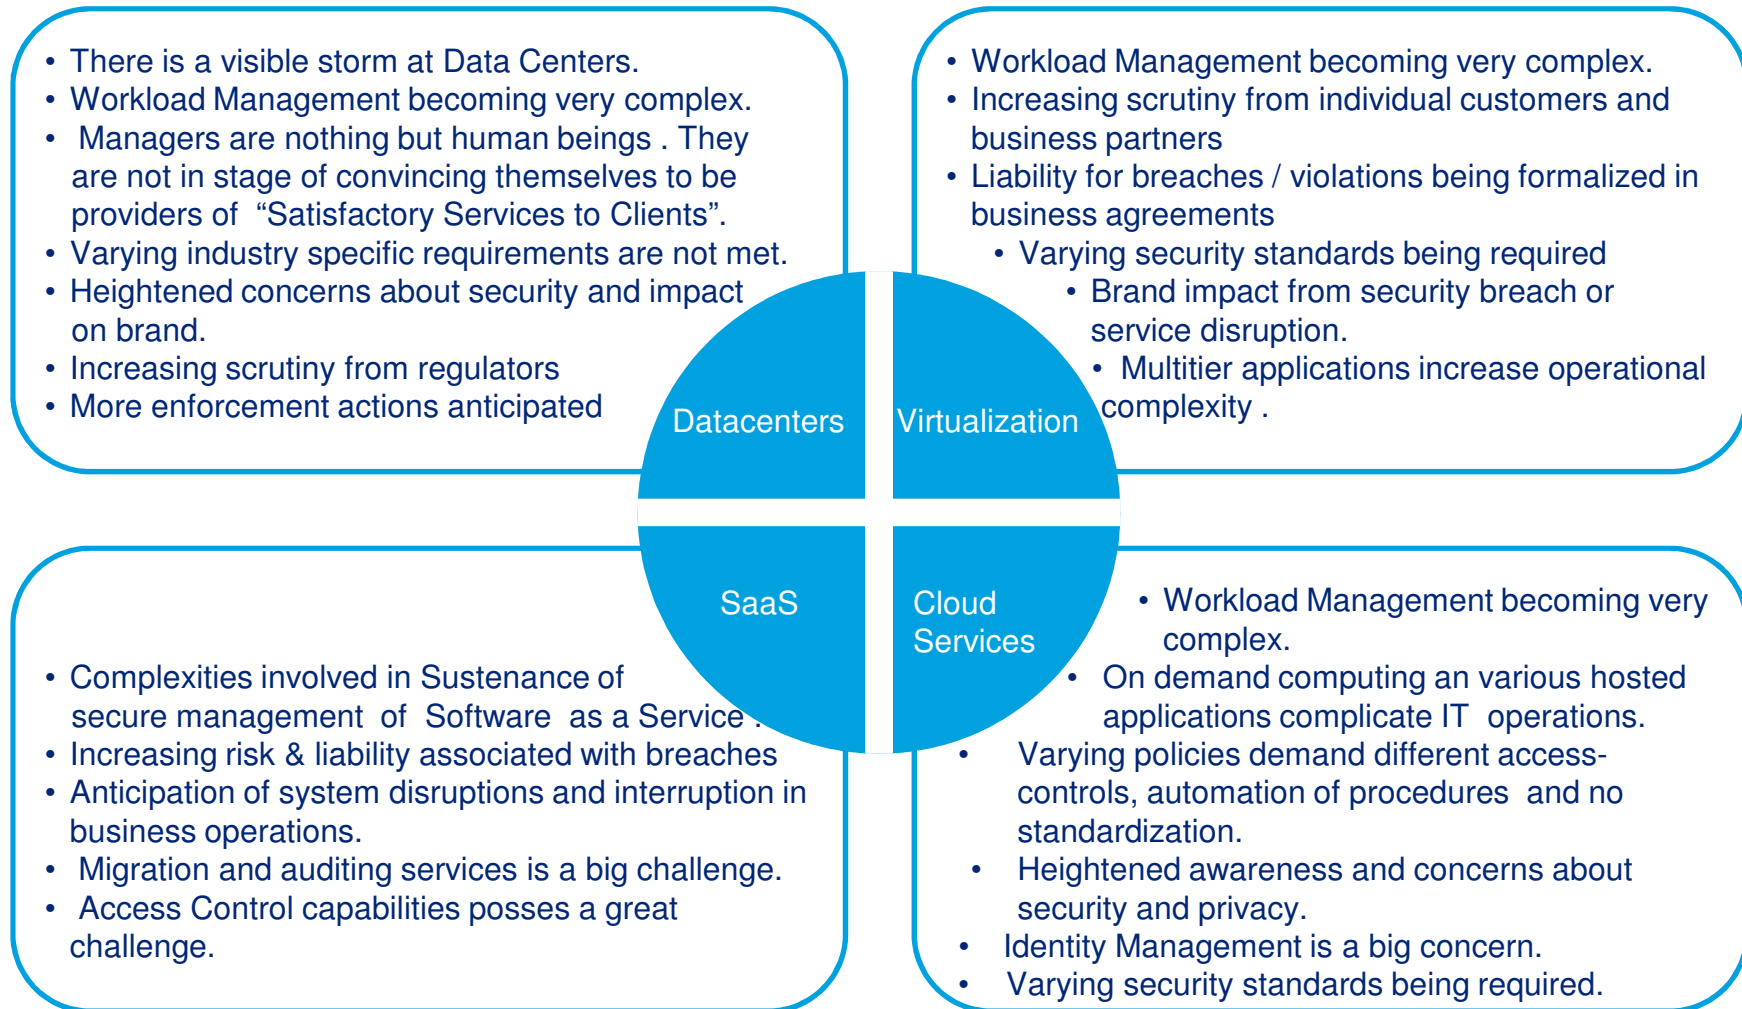 • There is a visible storm at Data Centers.
• Workload Management becoming very complex.
• Managers are nothing but human beings . They
are not in stage of convincing themselves to be
providers of “Satisfactory Services to Clients”.
• Varying industry specific requirements are not met.
• Heightened concerns about security and impact
on brand.
• Increasing scrutiny from regulators
• More enforcement actions anticipated
• Workload Management becoming very complex.
• Increasing scrutiny from individual customers and
business partners
• Liability for breaches / violations being formalized in
business agreements
• Varying security standards being required
• Brand impact from security breach or
service disruption.
• Multitier applications increase operational
complexity .
Datacenters
Virtualization
SaaS
Cloud
Services
• Complexities involved in Sustenance of
secure management of Software as a Service .
• Increasing risk & liability associated with breaches
• Anticipation of system disruptions and interruption in
business operations.
• Migration and auditing services is a big challenge.
• Access Control capabilities posses a great
challenge.
• Workload Management becoming very
complex.
• On demand computing an various hosted
applications complicate IT operations.
• Varying policies demand different access-
controls, automation of procedures and no
standardization.
• Heightened awareness and concerns about
security and privacy.
• Identity Management is a big concern.
• Varying security standards being required.